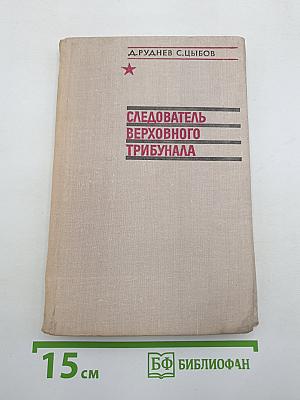 Д.РУДНЕВ С.ЦЫБОВ
СЛЕДОВАТЕЛЬ
ВЕРХОВНОГО
ТРИБУНАЛА
15 см
БФ БИБЛИОФАН